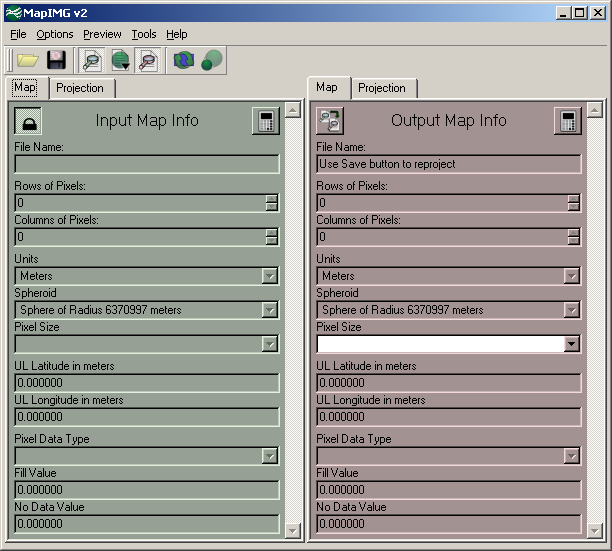 MapIMG v2
File Options Preview Tools Help
Map Projection
Input Map Info
File Name:
Rows of Pixels:
0
Columns of Pixels:
0
Units
Meters
Spheroid
Sphere of Radius 6370997 meters
Pixel Size
UL Latitude in meters
0.000000
UL Longitude in meters
0.000000
Pixel Data Type
Fill Value
0.000000
No Data Value
0.000000
Map Projection
Output Map Info
File Name:
Use Save button to reproject
Rows of Pixels:
0
Columns of Pixels:
0
Units
Meters
Spheroid
Sphere of Radius 6370997 meters
Pixel Size
UL Latitude in meters
0.000000
UL Longitude in meters
0.000000
Pixel Data Type
Fill Value
0.000000
No Data Value
0.000000